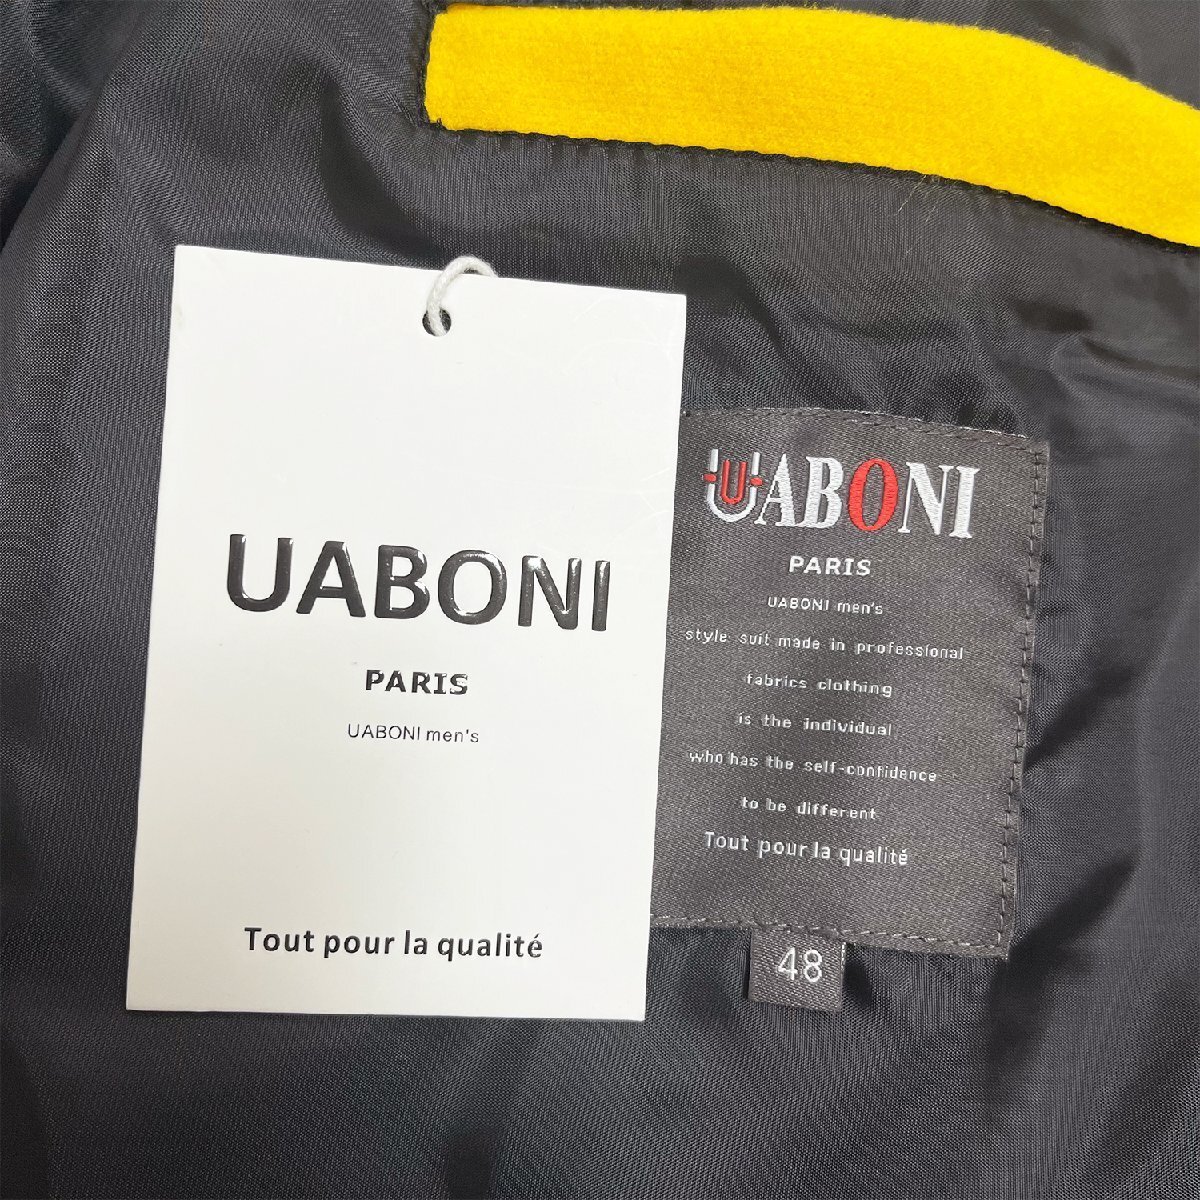 UABONI
PARIS
UABONI men's
Tout pour la qualité
UABONI
PARIS
UABONI men's
style suit made in professional
fabrics clothing
is the individual
who has the self-confidence
to be different
Tout pour la qualité
48